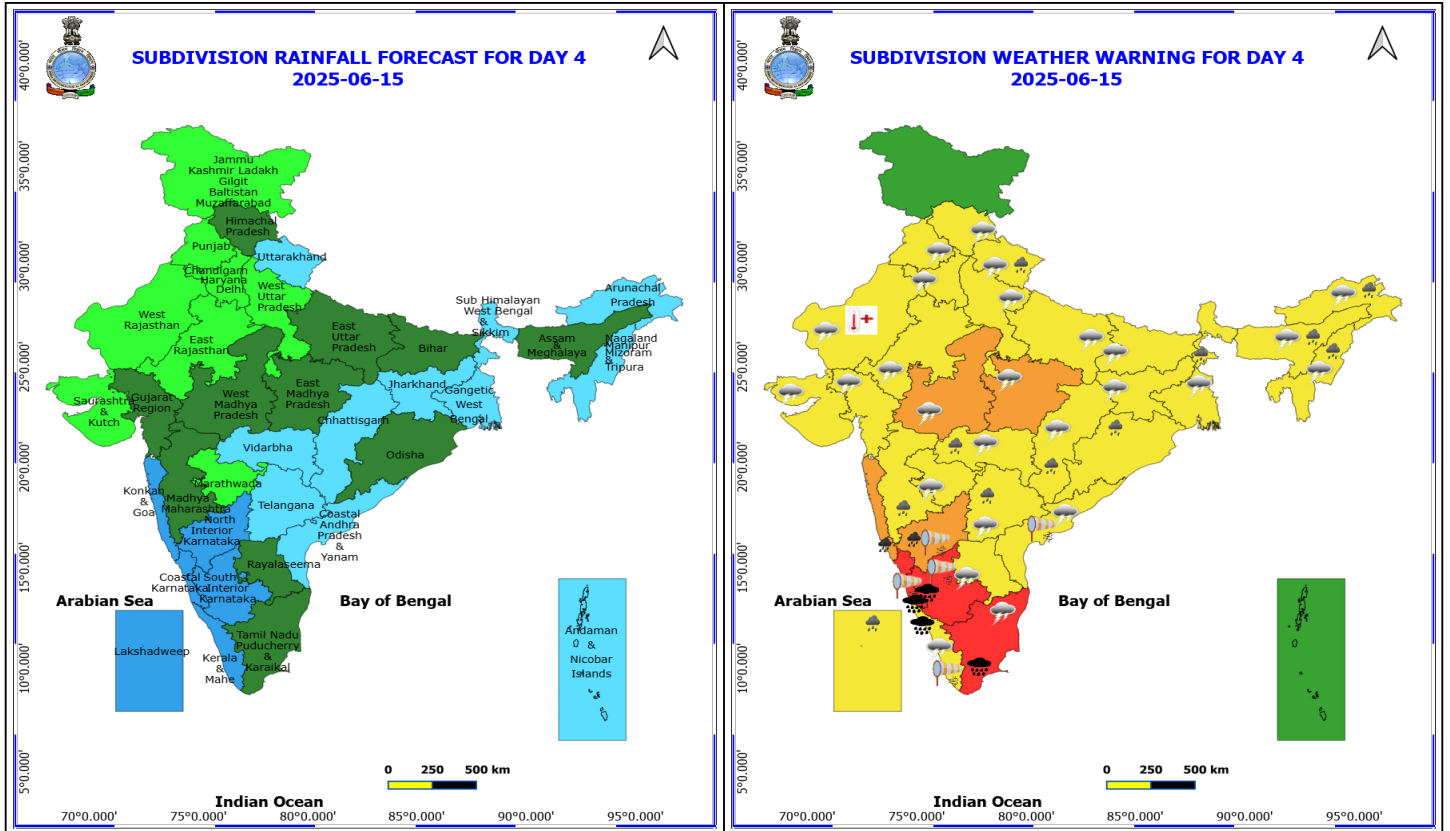 SUBDIVISION RAINFALL FORECAST FOR DAY 4
2025-06-15
40°0.000'
35°0.000'
30°0.000'
25°0.000'
20°0.000'
15°0.000'
10°0.000'
5°0.000'
Jammu
Kashmir Ladakh
Gilgit
Baltistan
Muzaffarabad
Himachal
Pradesh
Punjab
Uttarakhand
Chandigarh
Haryana
Delhi
West
Uttar
Pradesh
West
Rajasthan
East
Rajasthan
East
Uttar
Pradesh
Bihar
Sub Himalayan
West Bengal
&
Sikkim
Arunachal
Pradesh
Assam
&
Meghalaya
Nagaland
Manipur
Mizoram
&
Tripura
Saurashtra
&
Kutch
Gujarat
Region
West
Madhya
Pradesh
East
Madhya
Pradesh
Jharkhand
Gangetic
West
Bengal
Chhattisgarh
Odisha
Vidarbha
Marathwada
Konkan
&
Goa
Madhya
Maharashtra
North
Interior
Karnataka
Telangana
Coastal
Andhra
Pradesh
&
Yanam
Rayalaseema
Coastal
Karnataka
South
Interior
Karnataka
Arabian Sea
Bay of Bengal
Lakshadweep
Kerala
&
Mahe
Tamil Nadu
Puducherry
&
Karaikal
Andaman
&
Nicobar
Islands
0 250 500 km
Indian Ocean
70°0.000' 75°0.000' 80°0.000' 85°0.000' 90°0.000' 95°0.000'
SUBDIVISION WEATHER WARNING FOR DAY 4
2025-06-15
40°0.000'
35°0.000'
30°0.000'
25°0.000'
20°0.000'
15°0.000'
10°0.000'
5°0.000'
Arabian Sea
Bay of Bengal
0 250 500 km
Indian Ocean
70°0.000' 75°0.000' 80°0.000' 85°0.000' 90°0.000' 95°0.000'